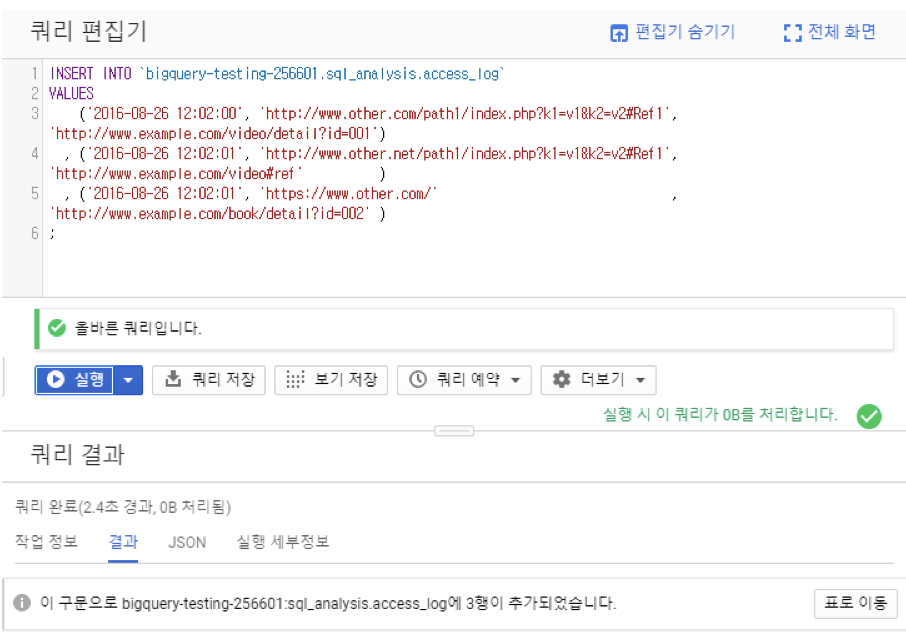 쿼리 편집기
편집기 숨기기
전체 화면
1 INSERT INTO `bigquery-testing-256601.sql_analysis.access_log`
2 VALUES
3 ('2016-08-26 12:02:00', 'http://www.other.com/path1/index.php?k1=v1&k2=v2#Ref1',
'http://www.example.com/video/detail?id=001')
4 , ('2016-08-26 12:02:01', 'http://www.other.net/path1/index.php?k1=v1&k2=v2#Ref1',
'http://www.example.com/video#ref' )
5 , ('2016-08-26 12:02:01', 'https://www.other.com/' ,
'http://www.example.com/book/detail?id=002' )
6 ;
올바른 쿼리입니다.
실행
쿼리 저장
보기 저장
쿼리 예약
더보기
실행 시 이 쿼리가 0B를 처리합니다.
쿼리 결과
쿼리 완료(2.4초 경과, 0B 처리됨)
작업 정보 결과 JSON 실행 세부정보
이 구문으로 bigquery-testing-256601:sql_analysis.access_log에 3행이 추가되었습니다.
표로 이동